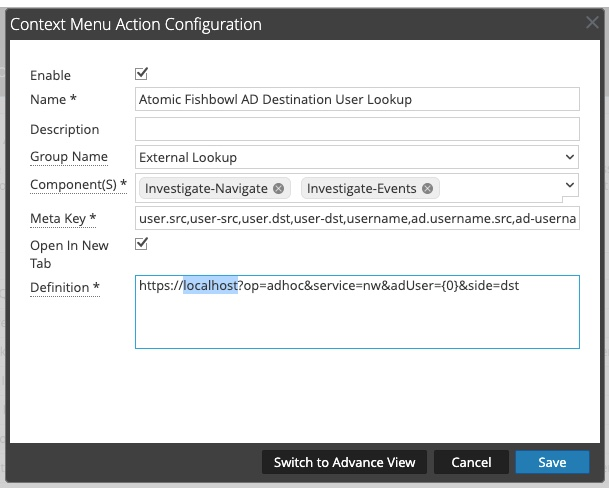 Context Menu Action Configuration
Enable
Name * Atomic Fishbowl AD Destination User Lookup
Description
Group Name External Lookup
Component(S) * Investigate-Navigate Investigate-Events
Meta Key * user.src,user-src,user.dst,user-dst,username,ad.username.src,ad-userna
Open In New
Tab
Definition * https://localhost?op=adhoc&service=nw&adUser={0}&side=dst
Switch to Advance View Cancel Save